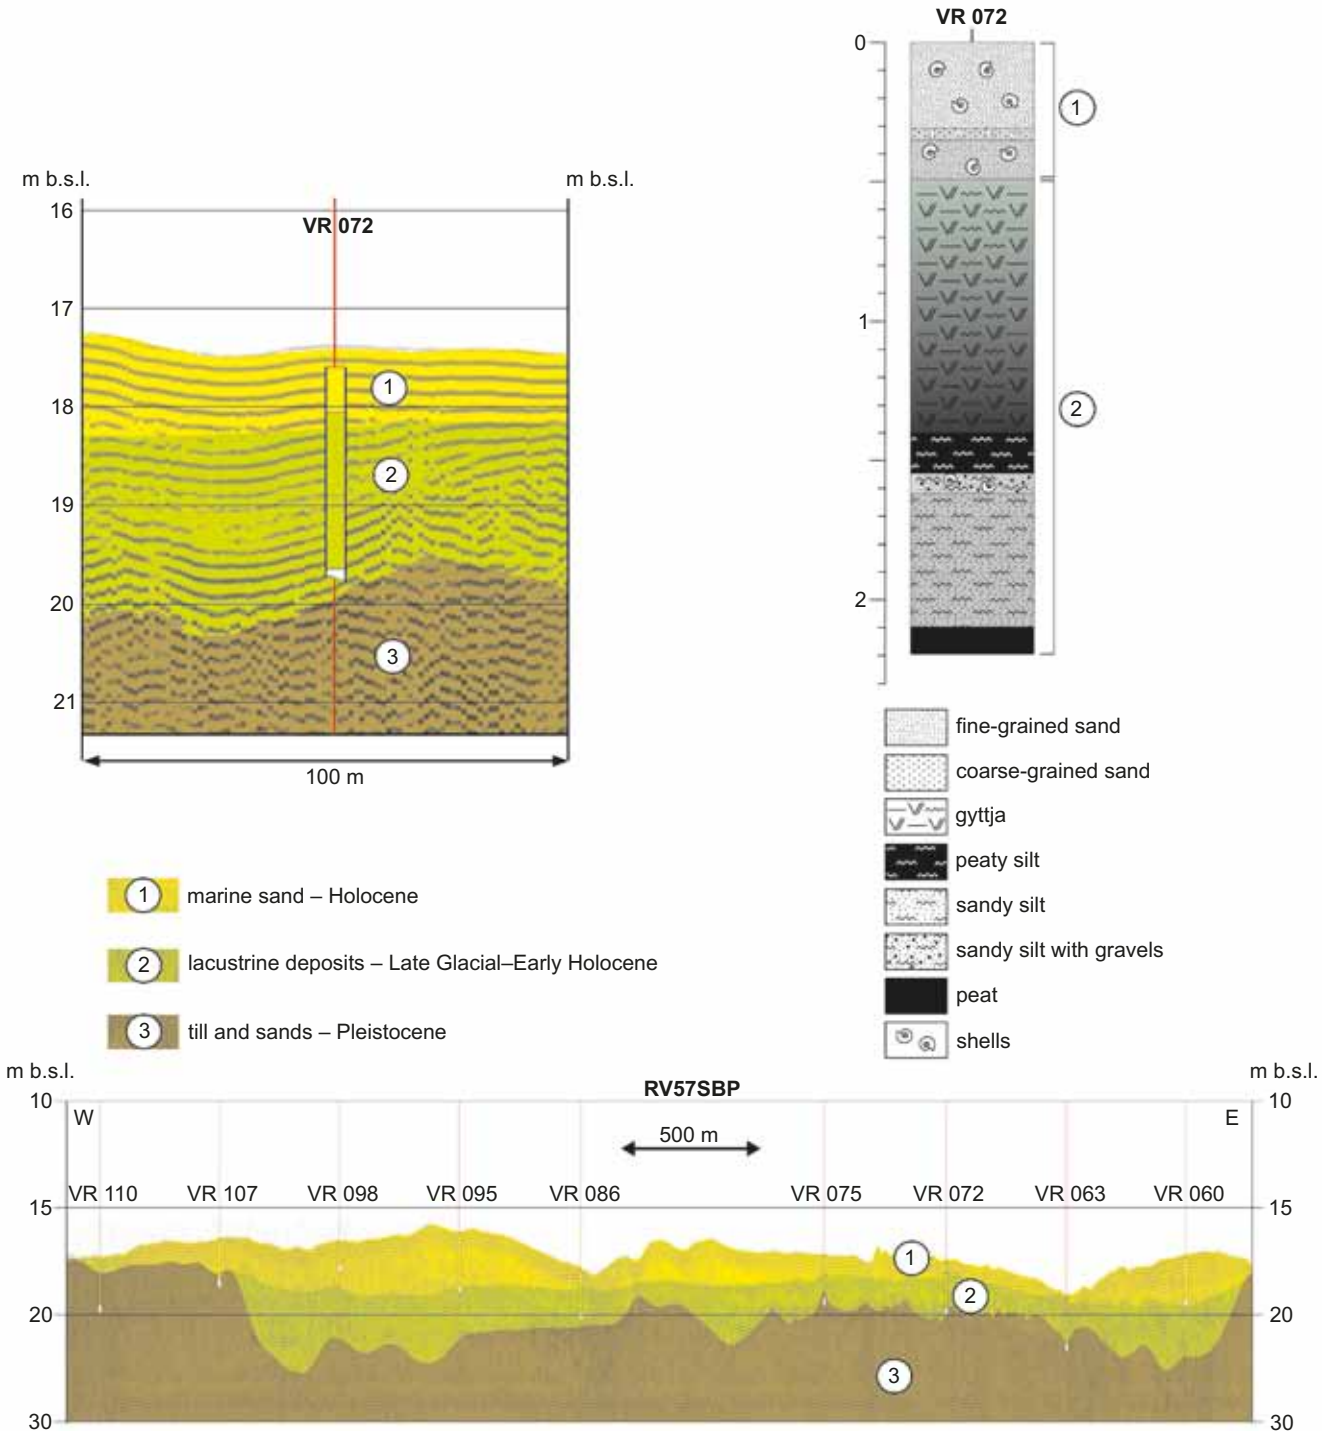 VR 072
0
1
1
2
2
m b.s.l.
m b.s.l.
16
VR 072
17
18
19
20
21
1
2
3
100 m
fine-grained sand
coarse-grained sand
gyttja
peaty silt
sandy silt
sandy silt with gravels
peat
shells
1 marine sand – Holocene
2 lacustrine deposits – Late Glacial–Early Holocene
3 till and sands – Pleistocene
m b.s.l.
m b.s.l.
RV57SBP
10
10
W
E
500 m
VR 110 VR 107 VR 098 VR 095 VR 086 VR 075 VR 072 VR 063 VR 060
15
15
1
2
20
20
3
30
30